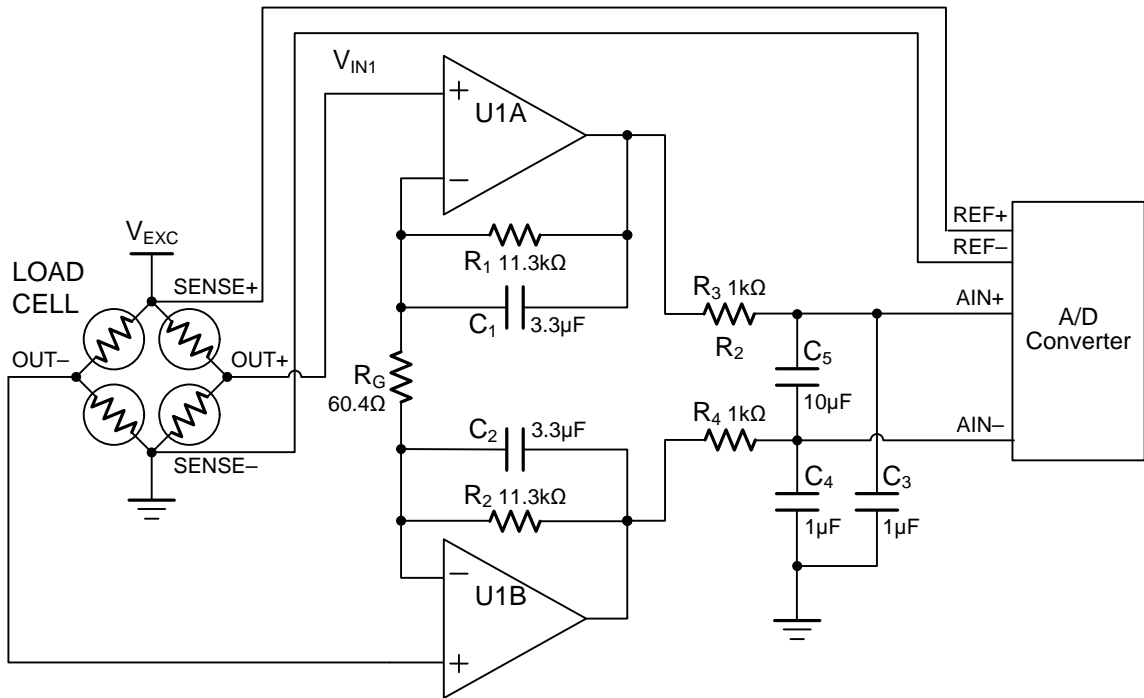 V_IN1
+
U1A
−
R1 11.3kΩ
C1 3.3µF
V_EXC
LOAD
CELL
SENSE+
OUT−
OUT+
SENSE−
RG
60.4Ω
C2 3.3µF
R2 11.3kΩ
−
U1B
+
R3 1kΩ
R2
R4 1kΩ
C5
10µF
C4
1µF
C3
1µF
REF+
REF−
AIN+
AIN−
A/D
Converter